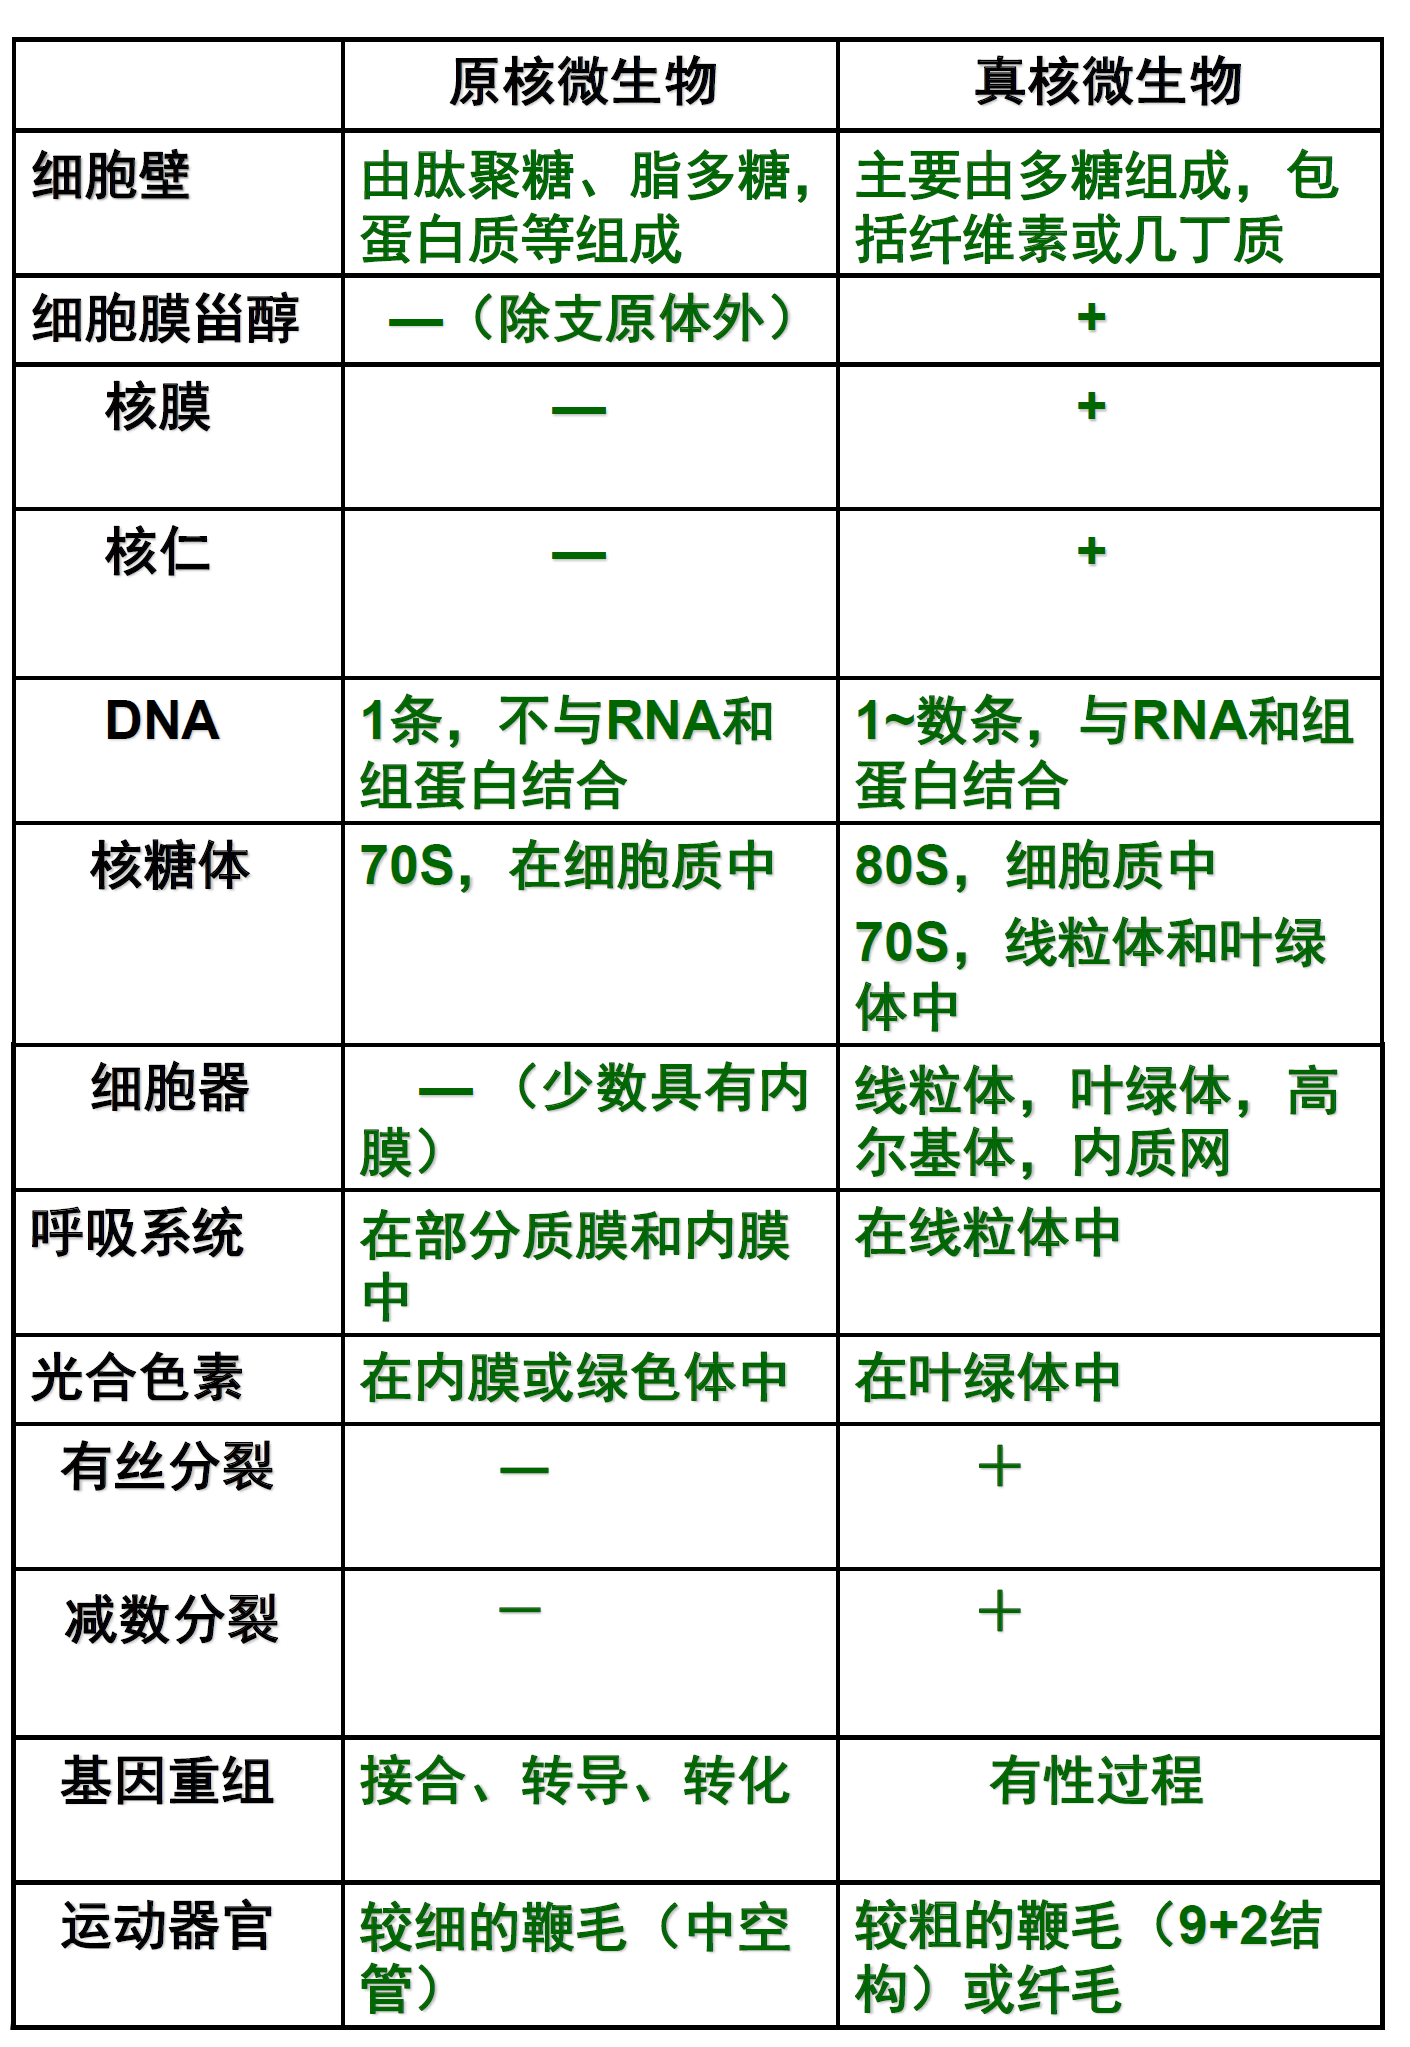 原核微生物 真核微生物
细胞壁 由肽聚糖、脂多糖， 主要由多糖组成，包
蛋白质等组成 括纤维素或几丁质
细胞膜甾醇 —（除支原体外） +
核膜 — +
核仁 — +
DNA 1条，不与RNA和 1~数条，与RNA和组
组蛋白结合 蛋白结合
核糖体 70S，在细胞质中 80S，细胞质中
70S，线粒体和叶绿
体中
细胞器 —（少数具有内 线粒体，叶绿体，高
膜） 尔基体，内质网
呼吸系统 在部分质膜和内膜 在线粒体中
中
光合色素 在内膜或绿色体中 在叶绿体中
有丝分裂 — ＋
减数分裂 － ＋
基因重组 接合、转导、转化 有性过程
运动器官 较细的鞭毛（中空 较粗的鞭毛（9+2结
管） 构）或纤毛